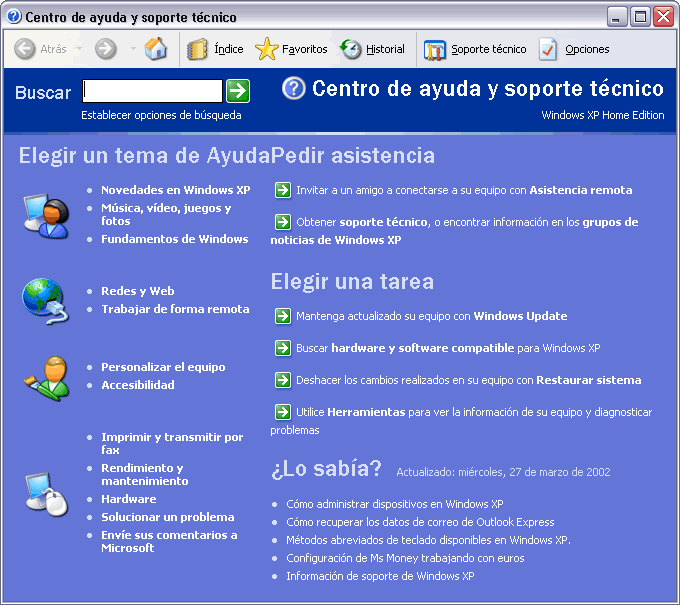 Centro de ayuda y soporte técnico
Atrás
Índice
Favoritos
Historial
Soporte técnico
Opciones
Buscar
Establecer opciones de búsqueda
Centro de ayuda y soporte técnico
Windows XP Home Edition
Elegir un tema de AyudaPedir asistencia
Novedades en Windows XP
Música, vídeo, juegos y
fotos
Fundamentos de Windows
Redes y Web
Trabajar de forma remota
Personalizar el equipo
Accesibilidad
Imprimir y transmitir por
fax
Rendimiento y
mantenimiento
Hardware
Solucionar un problema
Envíe sus comentarios a
Microsoft
Invitar a un amigo a conectarse a su equipo con Asistencia remota
Obtener soporte técnico, o encontrar información en los grupos de
noticias de Windows XP
Elegir una tarea
Mantenga actualizado su equipo con Windows Update
Buscar hardware y software compatible para Windows XP
Deshacer los cambios realizados en su equipo con Restaurar sistema
Utilice Herramientas para ver la información de su equipo y diagnosticar
problemas
¿Lo sabía? Actualizado: miércoles, 27 de marzo de 2002
Cómo administrar dispositivos en Windows XP
Cómo recuperar los datos de correo de Outlook Express
Métodos abreviados de teclado disponibles en Windows XP.
Configuración de Ms Money trabajando con euros
Información de soporte de Windows XP